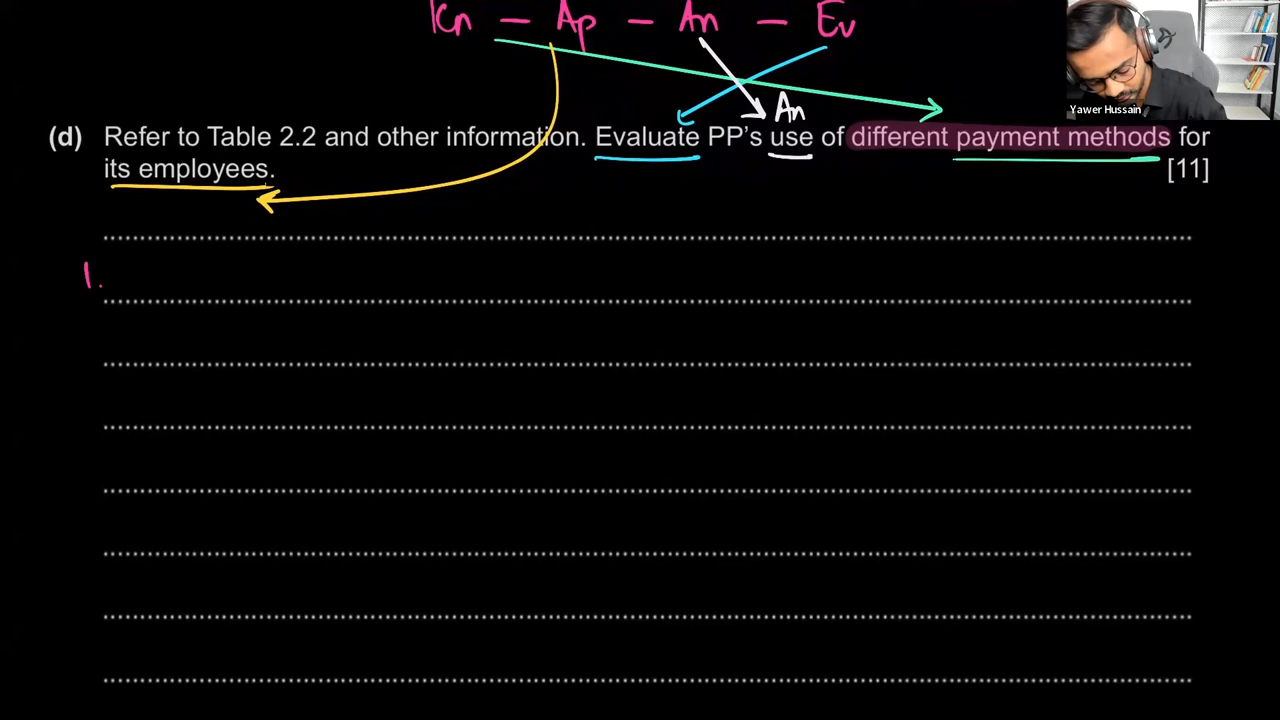 Kn – Ap – An – Ev
An
Yawer Hussain
(d) Refer to Table 2.2 and other information. Evaluate PP's use of different payment methods for
its employees. [11]
1.